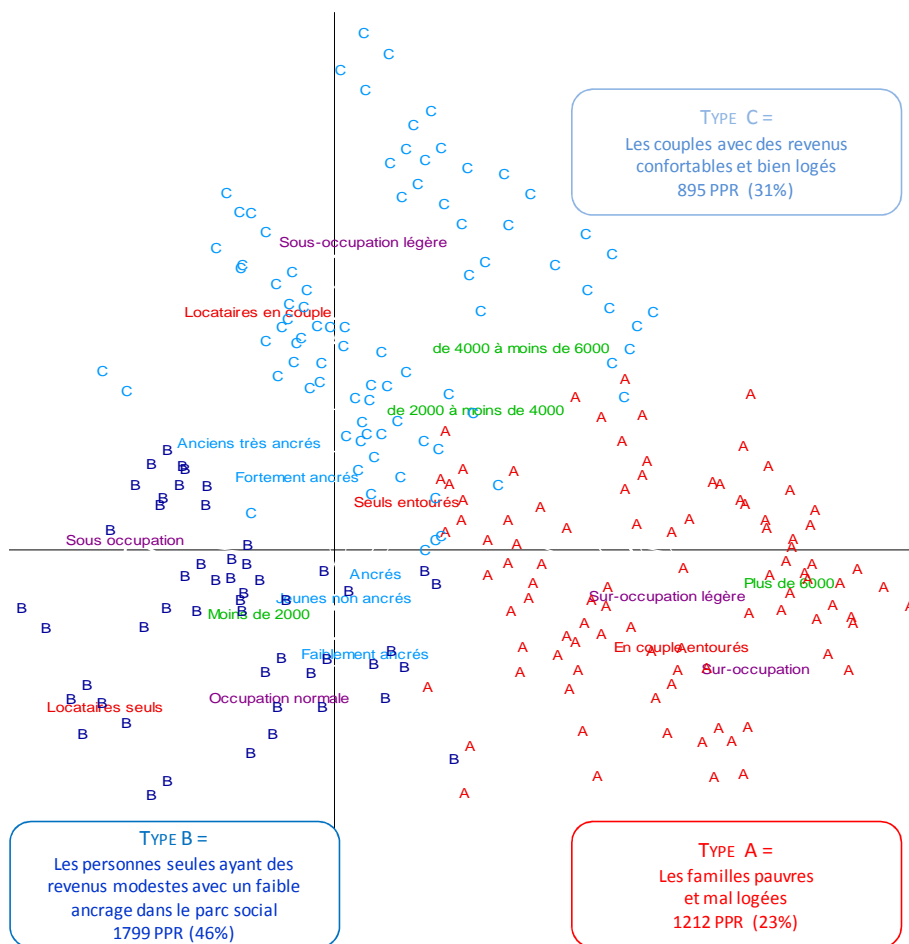 TYPE C =
Les couples avec des revenus
confortables et bien logés
895 PPR (31%)
Sous-occupation légère
Locataires en couple
de 4000 à moins de 6000
de 2000 à moins de 4000
Anciens très ancrés
Fortement ancrés
Seuls entourés
Sous occupation
Ancrés
Plus de 6000
Jeunes non ancrés
Sur-occupation légère
Moins de 2000
En couple entourés
Faiblement ancrés
Sur-occupation
Occupation normale
Locataires seuls
TYPE B =
Les personnes seules ayant des
revenus modestes avec un faible
ancrage dans le parc social
1799 PPR (46%)
TYPE A =
Les familles pauvres
et mal logées
1212 PPR (23%)